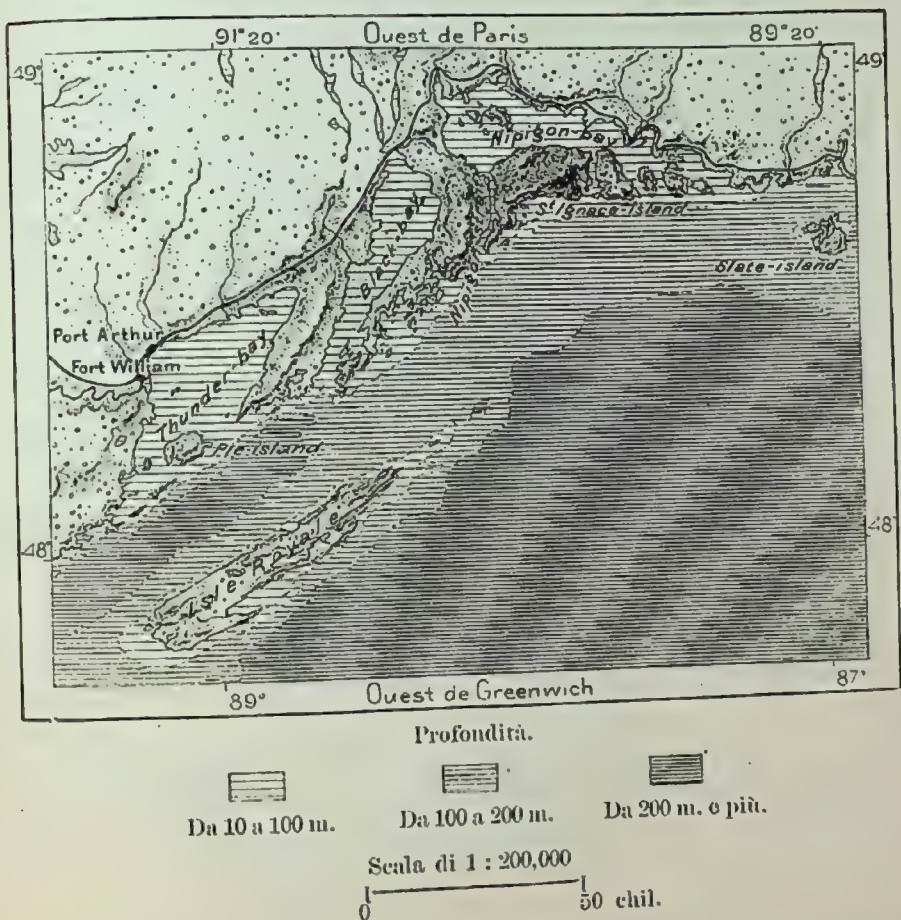 91°20' Ouest de Paris 89°20'
49° 49°
Nipigon-bay
St Ignace-Island
Black-bay
Slate-island
Port Arthur
Fort William
Thunder-bay
Pie-island
48° 48°
Isle Royale
89° Ouest de Greenwich 87°
Profondità.
Da 10 a 100 m. Da 100 a 200 m. Da 200 m. e più.
Scala di 1 : 200,000
0 50 chil.